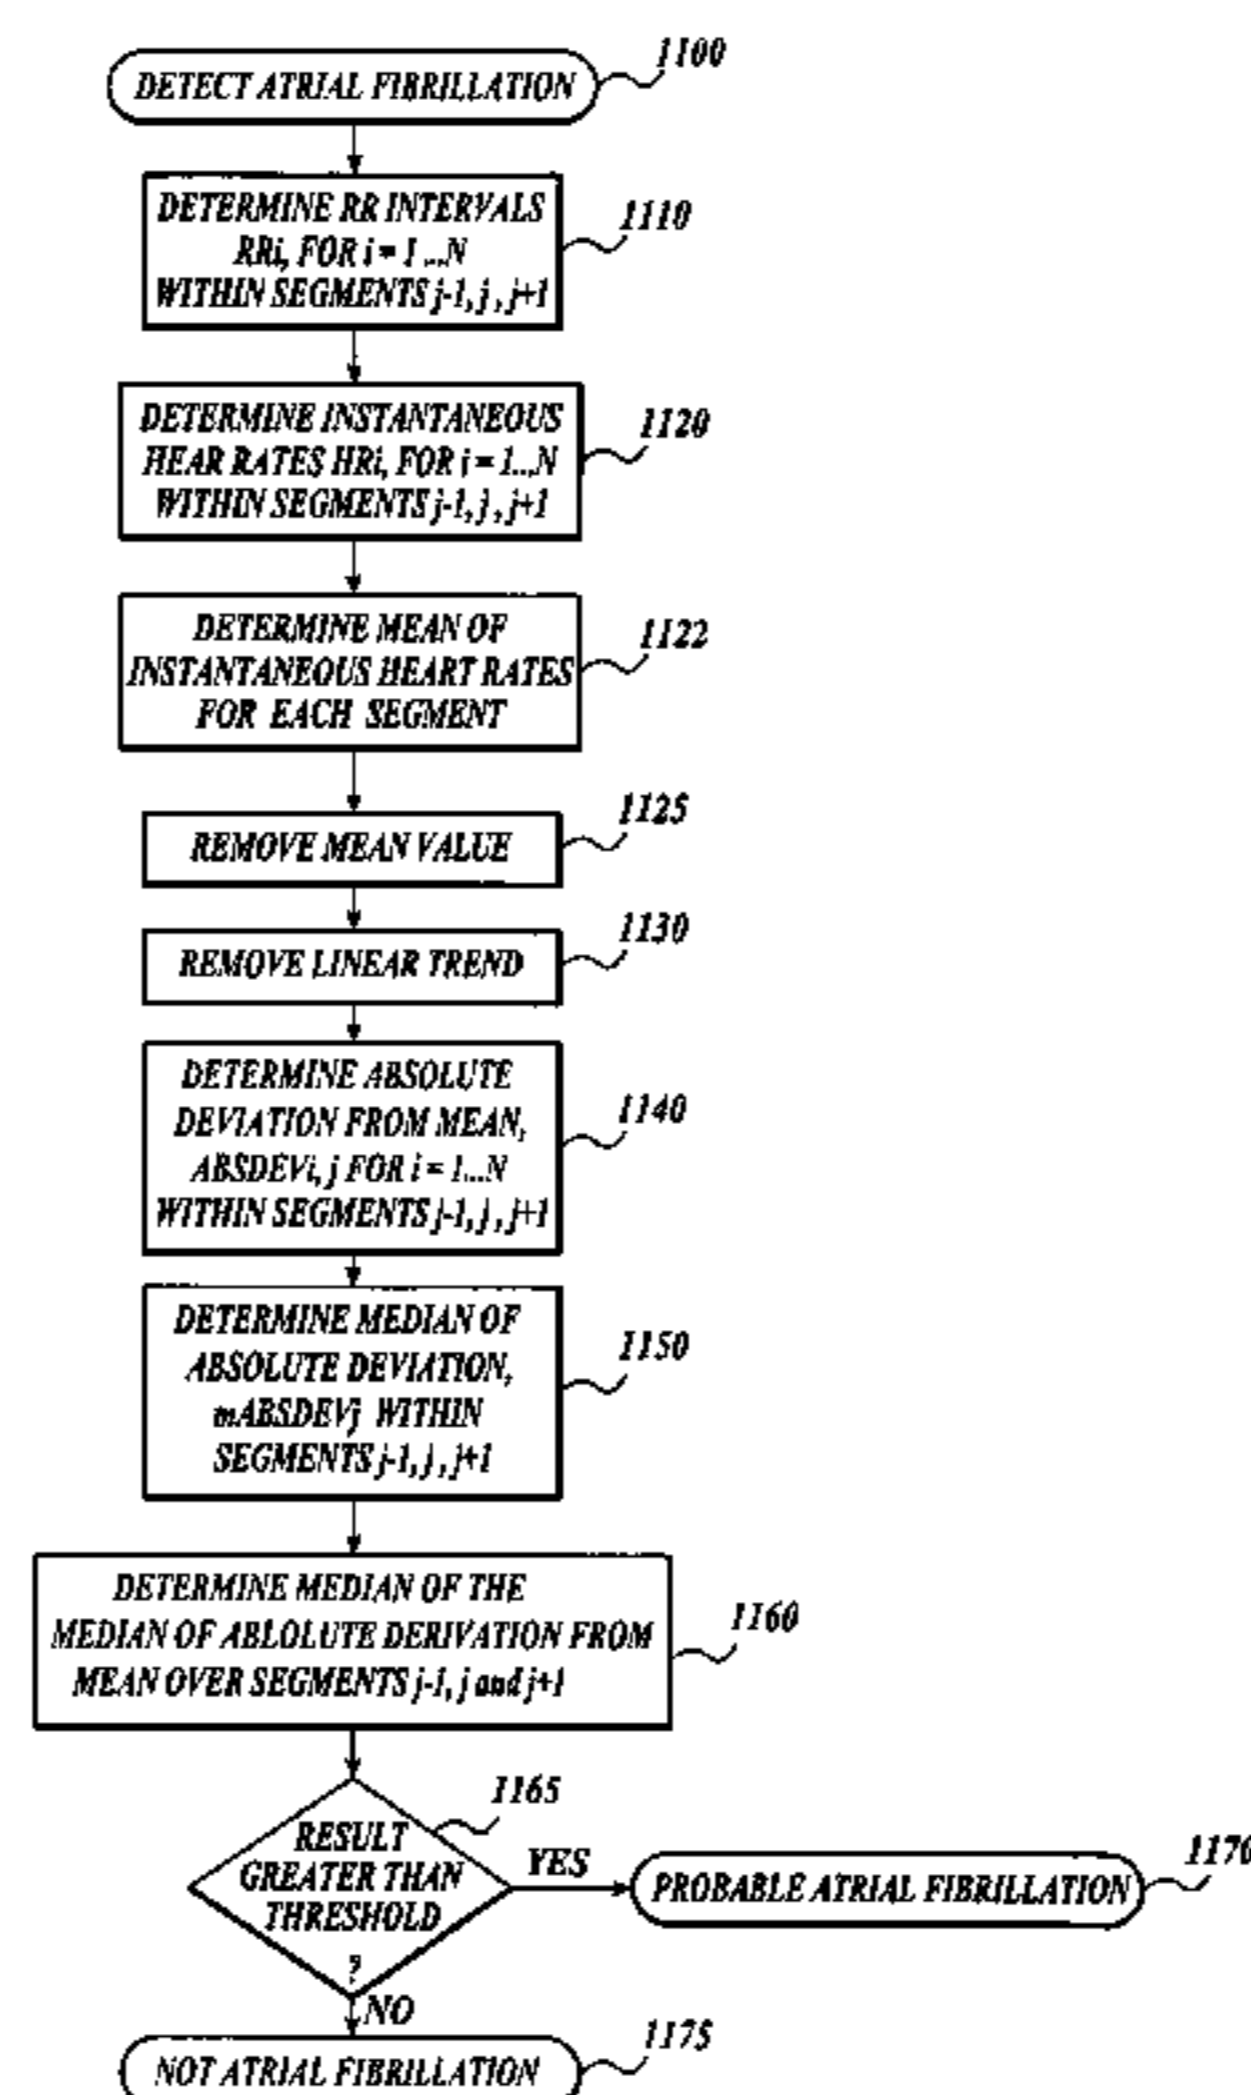 1100
DETECT ATRIAL FIBRILLATION
DETERMINE RR INTERVALS
RRi, FOR i = 1 ...N
WITHIN SEGMENTS j-1, j , j+1
1110
DETERMINE INSTANTANEOUS
HEAR RATES HRi, FOR i = 1...N
WITHIN SEGMENTS j-1, j , j+1
1120
DETERMINE MEAN OF
INSTANTANEOUS HEART RATES
FOR EACH SEGMENT
1122
REMOVE MEAN VALUE
1125
REMOVE LINEAR TREND
1130
DETERMINE ABSOLUTE
DEVIATION FROM MEAN,
ABSDEVi, j FOR i = 1...N
WITHIN SEGMENTS j-1, j , j+1
1140
DETERMINE MEDIAN OF
ABSOLUTE DEVIATION,
mABSDEVj WITHIN
SEGMENTS j-1, j , j+1
1150
DETERMINE MEDIAN OF THE
MEDIAN OF ABLOLUTE DERIVATION FROM
MEAN OVER SEGMENTS j-1, j and j+1
1160
1165
RESULT
GREATER THAN
THRESHOLD
?
YES
PROBABLE ATRIAL FIBRILLATION
1170
NO
NOT ATRIAL FIBRILLATION
1175